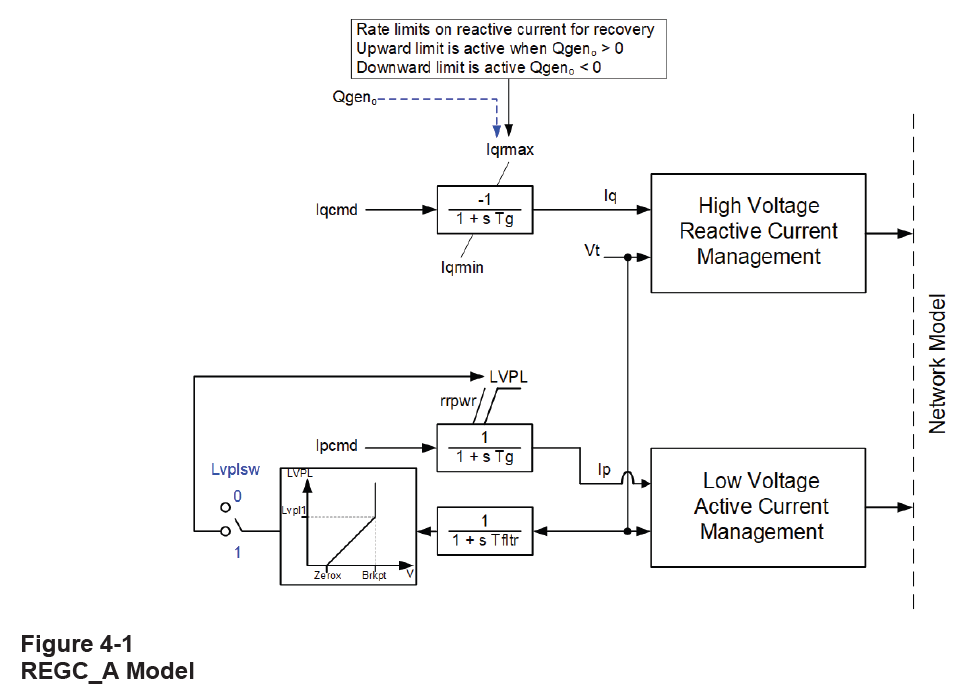 Rate limits on reactive current for recovery
Upward limit is active when Qgen₀ > 0
Downward limit is active Qgen₀ < 0
Qgen₀
Iqrmax
Iqcmd
-1
1 + s Tg
Iqrmin
Iq
Vt
High Voltage
Reactive Current
Management
Network Model
LVPL
rrpwr
Ipcmd
1
1 + s Tg
Ip
Low Voltage
Active Current
Management
Lvplsw
0
1
LVPL
Lvpl1
Zerox
Brkpt
V
1
1 + s Tfltr
Figure 4-1
REGC_A Model